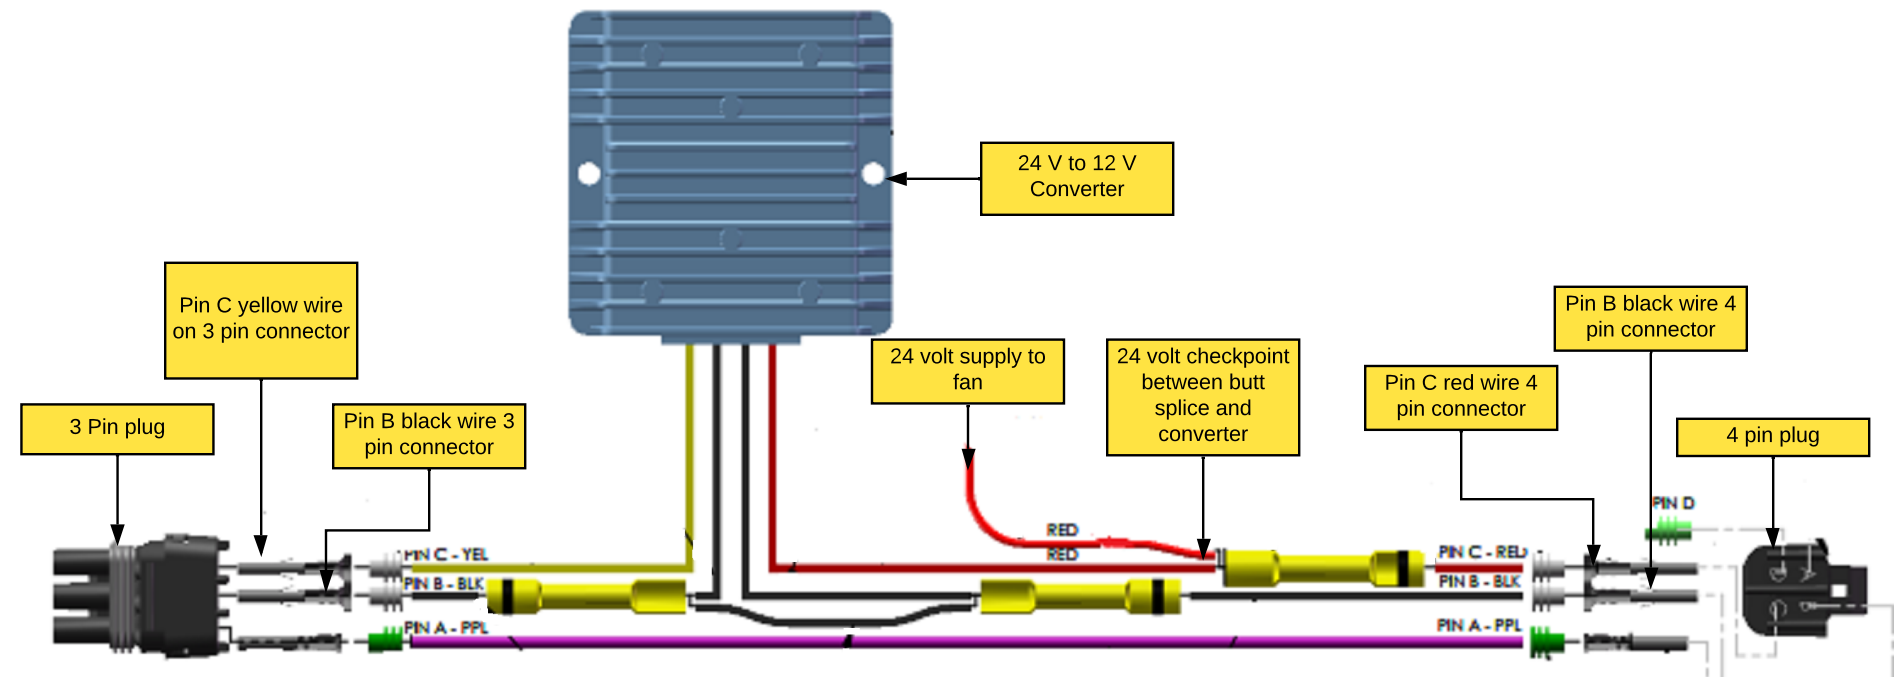 24 V to 12 V
Converter
Pin C yellow wire
on 3 pin connector
Pin B black wire 4
pin connector
24 volt supply to
fan
24 volt checkpoint
between butt
splice and
converter
Pin C red wire 4
pin connector
3 Pin plug
Pin B black wire 3
pin connector
4 pin plug
PIN D
RED
RED
PIN C - YEL
PIN C - RED
PIN B - BLK
PIN B - BLK
PIN A - PPL
PIN A - PPL